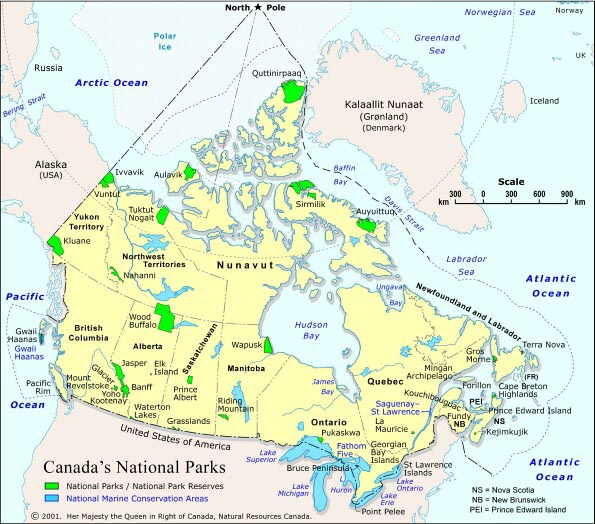 North ★ Pole
Norwegian Sea
Norway
Polar
Ice
Greenland
Sea
UK
Russia
Arctic Ocean
Quttinirpaaq
Kalaallit Nunaat
(Grønland)
(Denmark)
Iceland
Bering. Strait
Alaska
(USA)
Ivvavik
Vuntut
Aulavik
Baffin
Bay
Scale
300 0 300 600 900
km km
Sirmilik
Davis. Strait
Tuktut
Nogait
Auyuittuq
Yukon
Territory
Kluane
Northwest
Territories
Nunavut
Labrador
Sea
Nahanni
Atlantic
Ocean
Pacific
Ungava
Bay
Newfoundland and Labrador
Wood
Buffalo
Gwaii
Haanas
Gwaii
Haanas
British
Columbia
Alberta
Saskatchewan
Hudson
Bay
Wapusk
Manitoba
Terra Nova
Gros
Morne
(FR)
Mingan
Archipelago
Jasper
Elk
Island
Glacier
Pacific
Rim
Mount
Revelstoke
Yoho
Kootenay
Banff
Prince
Albert
James
Bay
Quebec
Forillon
Cape Breton
Highlands
Kouchibouguac
PEI
Prince Edward Island
Ocean
Waterton
Lakes
Riding
Mountain
Saguenay-
St Lawrence
Fundy
NB
NS
Kejimkujik
Grasslands
Ontario
La
Mauricie
Pukaskwa
United States of America
Georgian
Bay
Islands
Fathom
Five
Lake
Superior
Bruce Peninsula
St Lawrence
Islands
Atlantic
Ocean
Canada's National Parks
Lake
Michigan
Lake
Huron
Lake
Ontario
Lake
Erie
Point Pelee
National Parks / National Park Reserves
National Marine Conservation Areas
NS = Nova Scotia
NB = New Brunswick
PEI = Prince Edward Island
© 2001. Her Majesty the Queen in Right of Canada, Natural Resources Canada.